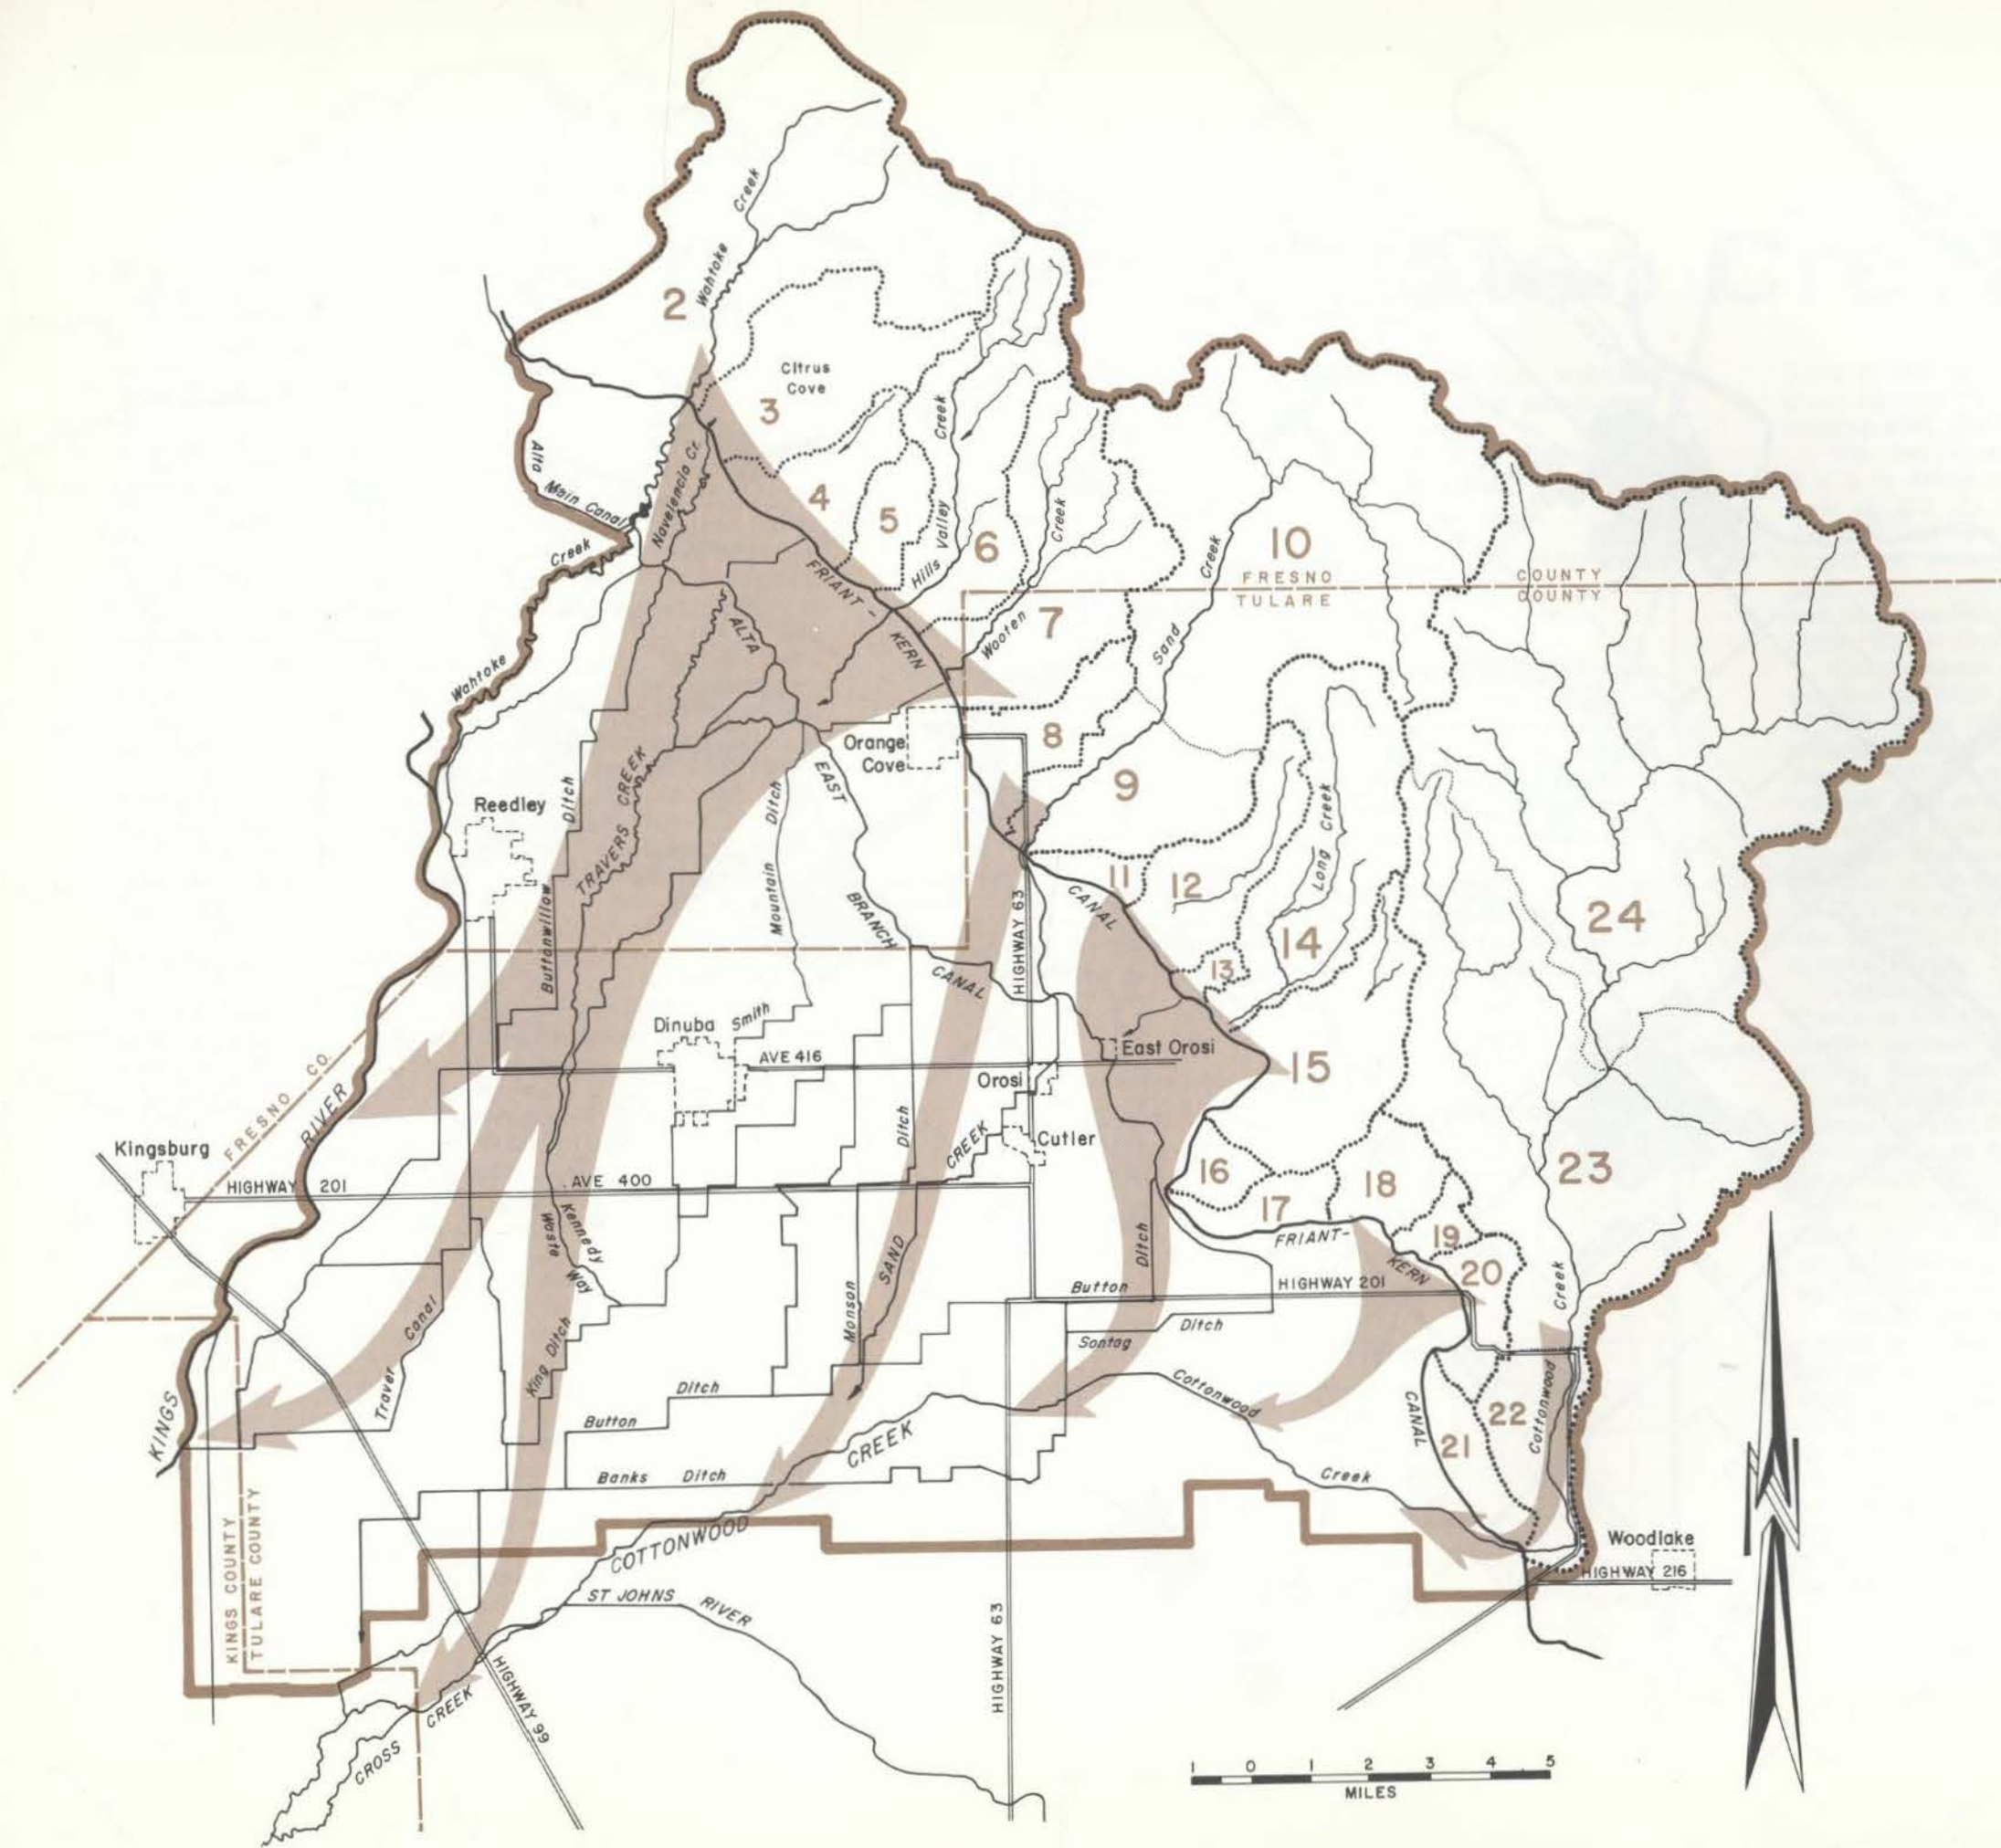 Creek
Wahtoke
2
Citrus
Cove
3
Alta
Main Canal
Navelencia Cr.
Creek
Wahtoke
4
5
Hills Valley Creek
6
Creek
Wooten
7
Sand Creek
10
FRESNO COUNTY
TULARE COUNTY
FRIANT - KERN
CANAL
ALTA
EAST
BRANCH
CANAL
8
Orange
Cove
9
Reedley
Buttonwillow Ditch
TRAVERS CREEK
Mountain Ditch
Long Creek
11
12
13
14
24
HIGHWAY 63
Dinuba
Smith
AVE 416
East Orosi
Orosi
15
Cutler
FRESNO CO.
RIVER
KINGS
Kingsburg
HIGHWAY 201
AVE 400
Ditch
CREEK
SAND
Monson
16
17
18
19
20
23
FRIANT-
KERN
CANAL
Kennedy
Waste Way
Ditch
Button
HIGHWAY 201
Sontag Ditch
Creek
Cottonwood
Traver Canal
King Ditch
Button Ditch
Banks Ditch
Cottonwood
Creek
21
22
COTTONWOOD
CREEK
KINGS COUNTY
TULARE COUNTY
Woodlake
HIGHWAY 216
ST JOHNS RIVER
HIGHWAY 63
HIGHWAY 99
CROSS CREEK
1 0 1 2 3 4 5
MILES